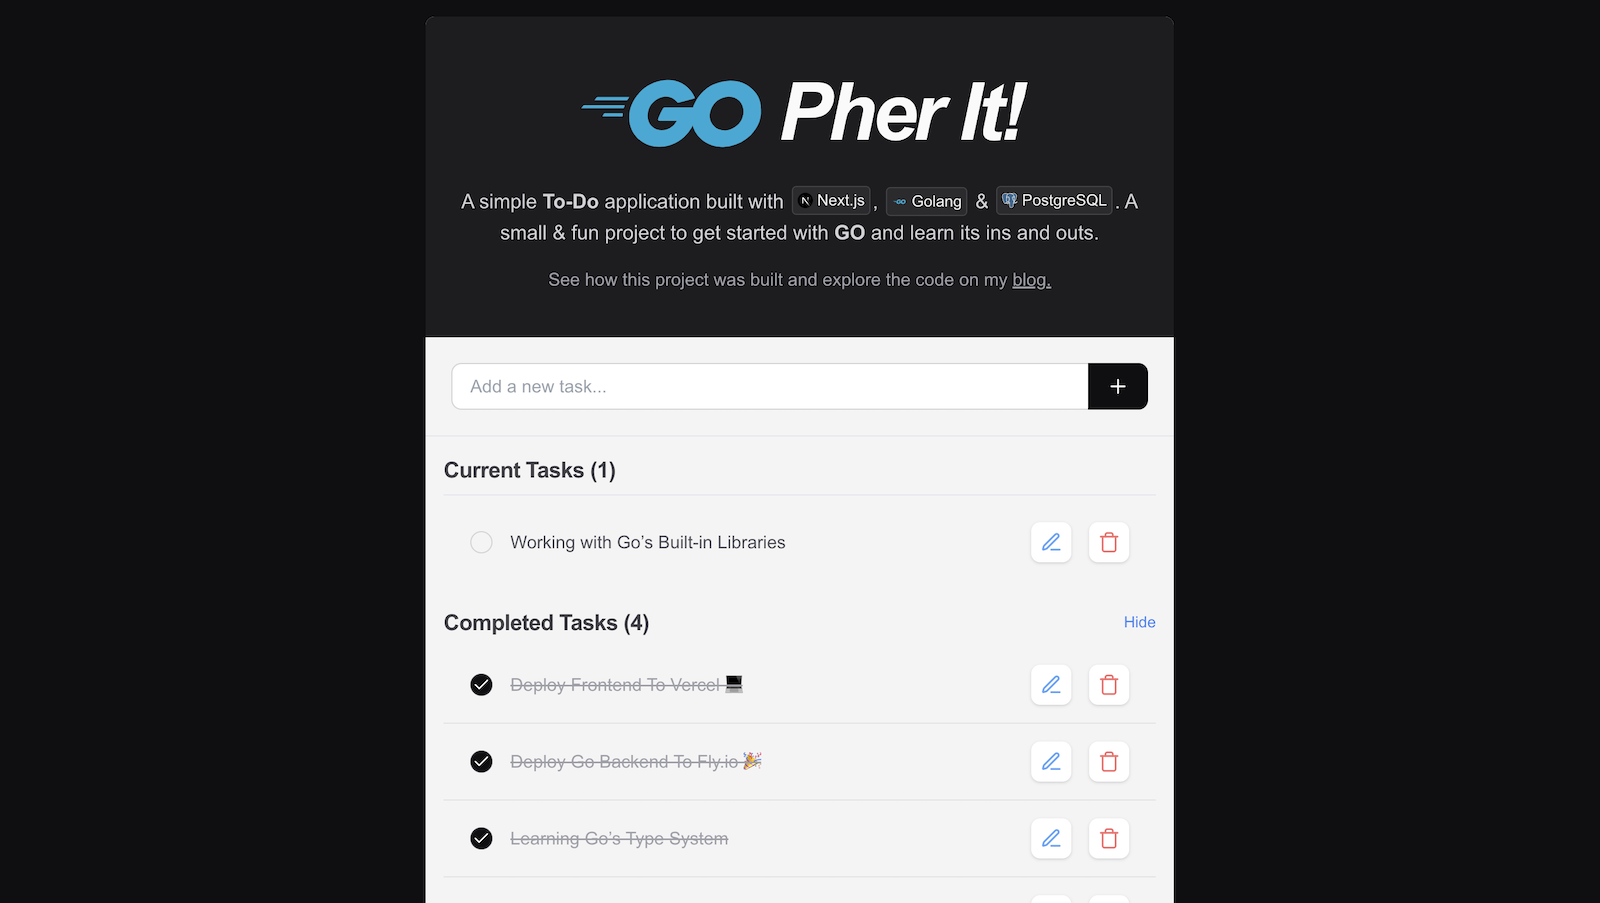 GO Pher It!
A simple To-Do application built with Next.js , Golang & PostgreSQL . A
small & fun project to get started with GO and learn its ins and outs.
See how this project was built and explore the code on my blog.
Add a new task...
Current Tasks (1)
Working with Go’s Built-in Libraries
Completed Tasks (4)
Hide
Deploy Frontend To Vercel 💻
Deploy Go Backend To Fly.io 🎉
Learning Go’s Type System